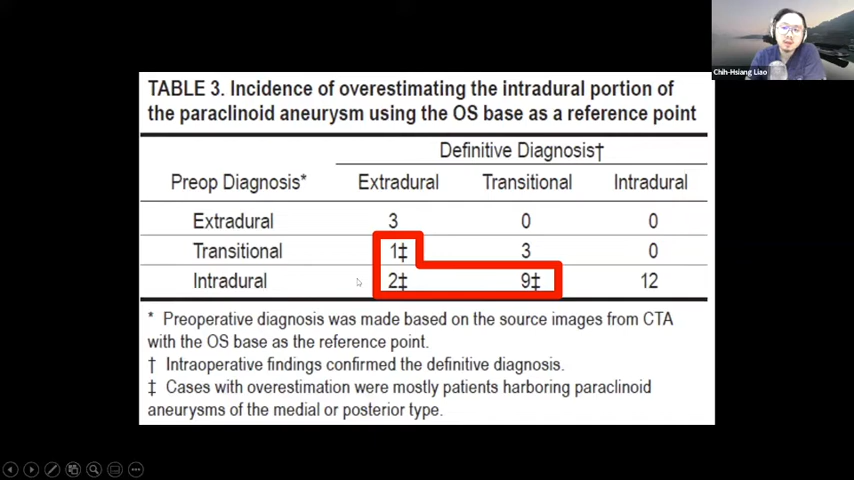 Chih-Hsiang Liao
TABLE 3. Incidence of overestimating the intradural portion of
the paraclinoid aneurysm using the OS base as a reference point
Definitive Diagnosis†
Preop Diagnosis* Extradural Transitional Intradural
Extradural 3 0 0
Transitional 1‡ 3 0
Intradural 2‡ 9‡ 12
* Preoperative diagnosis was made based on the source images from CTA
with the OS base as the reference point.
† Intraoperative findings confirmed the definitive diagnosis.
‡ Cases with overestimation were mostly patients harboring paraclinoid
aneurysms of the medial or posterior type.